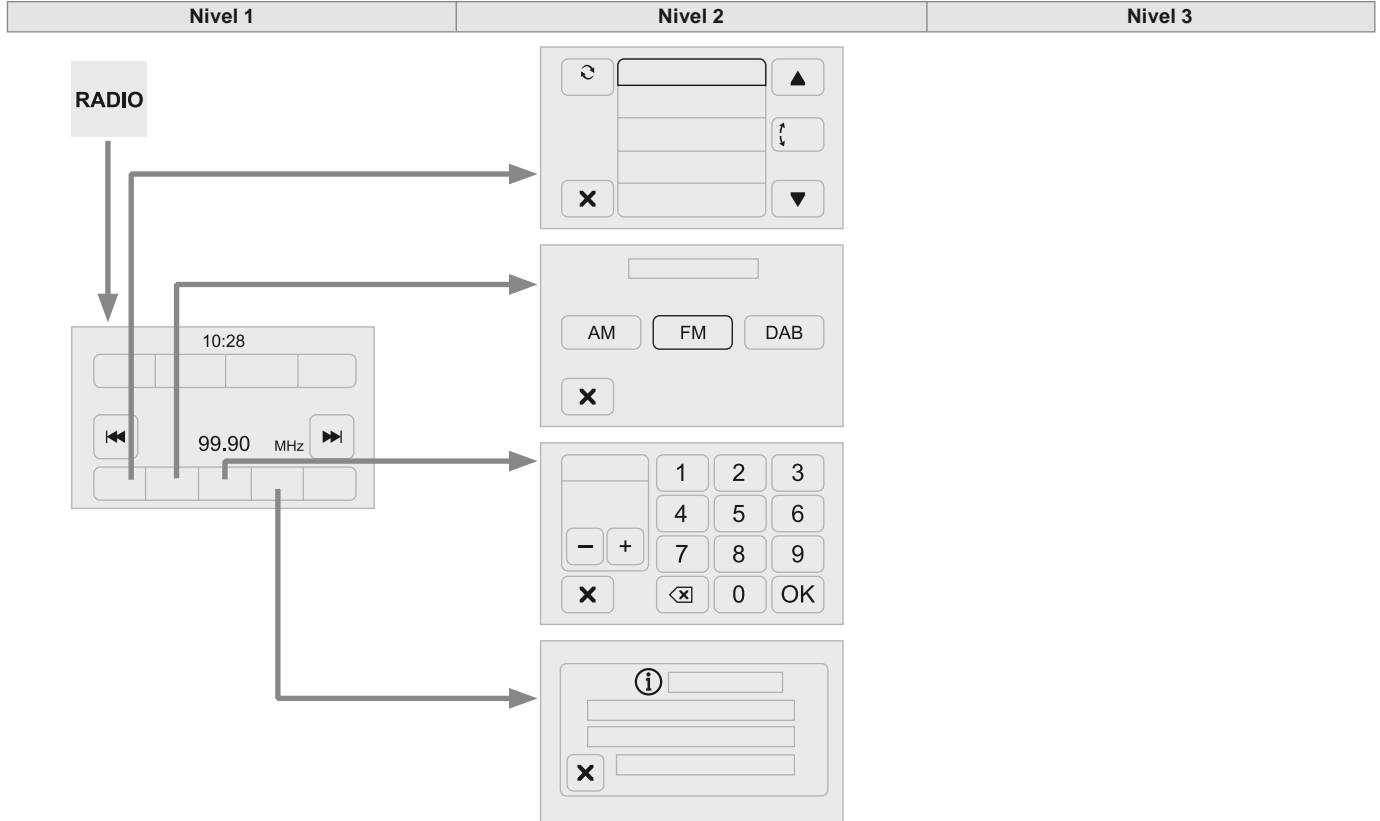 Nivel 1 Nivel 2 Nivel 3
RADIO
10:28
99.90 MHz
AM FM DAB
1 2 3
4 5 6
− + 7 8 9
0 OK